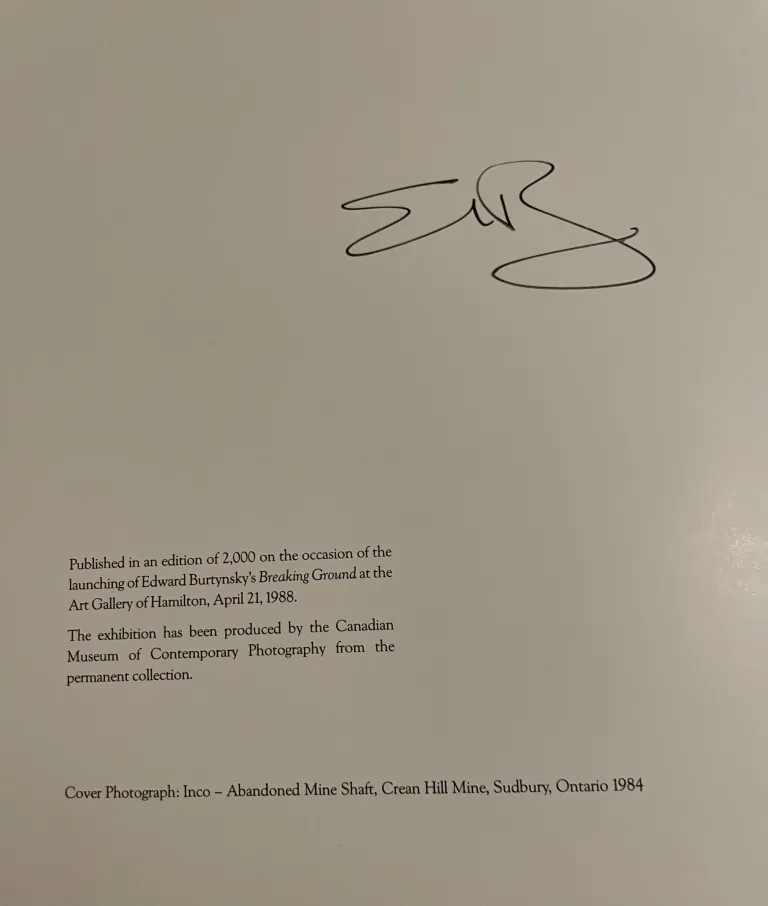 Published in an edition of 2,000 on the occasion of the
launching of Edward Burtynsky's Breaking Ground at the
Art Gallery of Hamilton, April 21, 1988.
The exhibition has been produced by the Canadian
Museum of Contemporary Photography from the
permanent collection.
Cover Photograph: Inco – Abandoned Mine Shaft, Crean Hill Mine, Sudbury, Ontario 1984